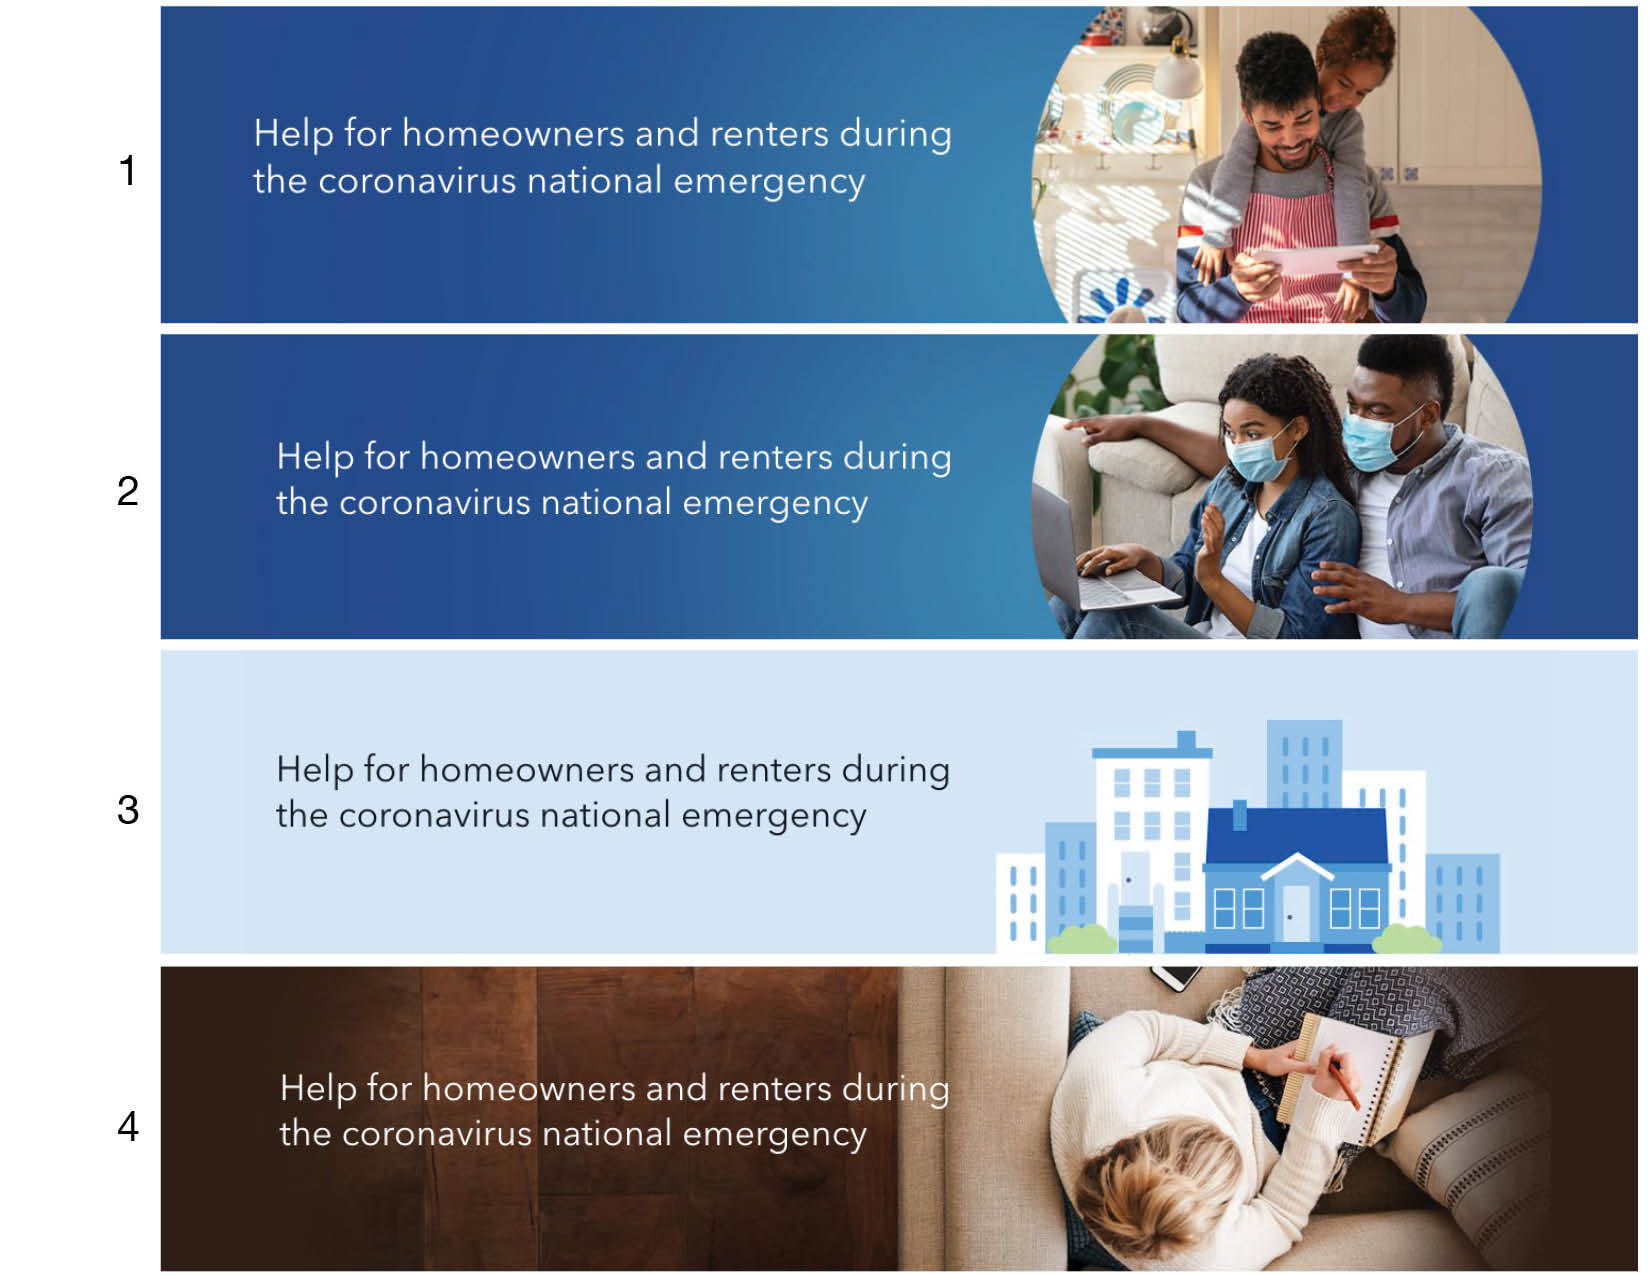 1
Help for homeowners and renters during
the coronavirus national emergency
2
Help for homeowners and renters during
the coronavirus national emergency
3
Help for homeowners and renters during
the coronavirus national emergency
4
Help for homeowners and renters during
the coronavirus national emergency